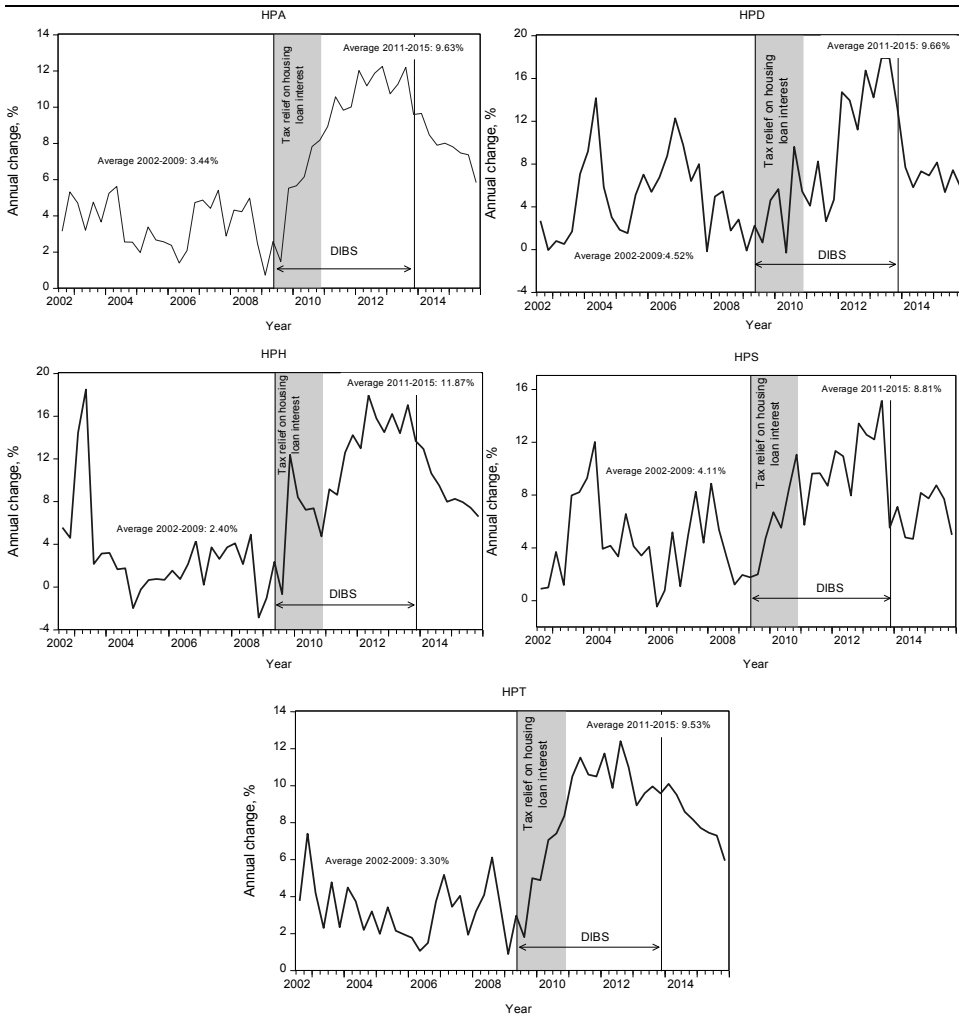 HPA
Annual change, %
14
12
10
8
6
4
2
0
Average 2011-2015: 9.63%
Average 2002-2009: 3.44%
Tax relief on housing
loan interest
DIBS
2002 2004 2006 2008 2010 2012 2014
Year
HPD
Annual change, %
20
16
12
8
4
0
-4
Average 2011-2015:
9.66%
Average 2002-2009:4.52%
Tax relief on housing
loan interest
DIBS
2002 2004 2006 2008 2010 2012 2014
Year
HPH
Annual change, %
20
16
12
8
4
0
-4
Average 2011-2015: 11.87%
Average 2002-2009: 2.40%
Tax relief on housing
loan interest
DIBS
2002 2004 2006 2008 2010 2012 2014
Year
HPS
Annual change, %
16
12
8
4
0
Average 2011-2015: 8.81%
Average 2002-2009: 4.11%
Tax relief on housing
loan interest
DIBS
2002 2004 2006 2008 2010 2012 2014
Year
HPT
Annual change, %
14
12
10
8
6
4
2
0
Average 2011-2015: 9.53%
Average 2002-2009: 3.30%
Tax relief on housing
loan interest
DIBS
2002 2004 2006 2008 2010 2012 2014
Year